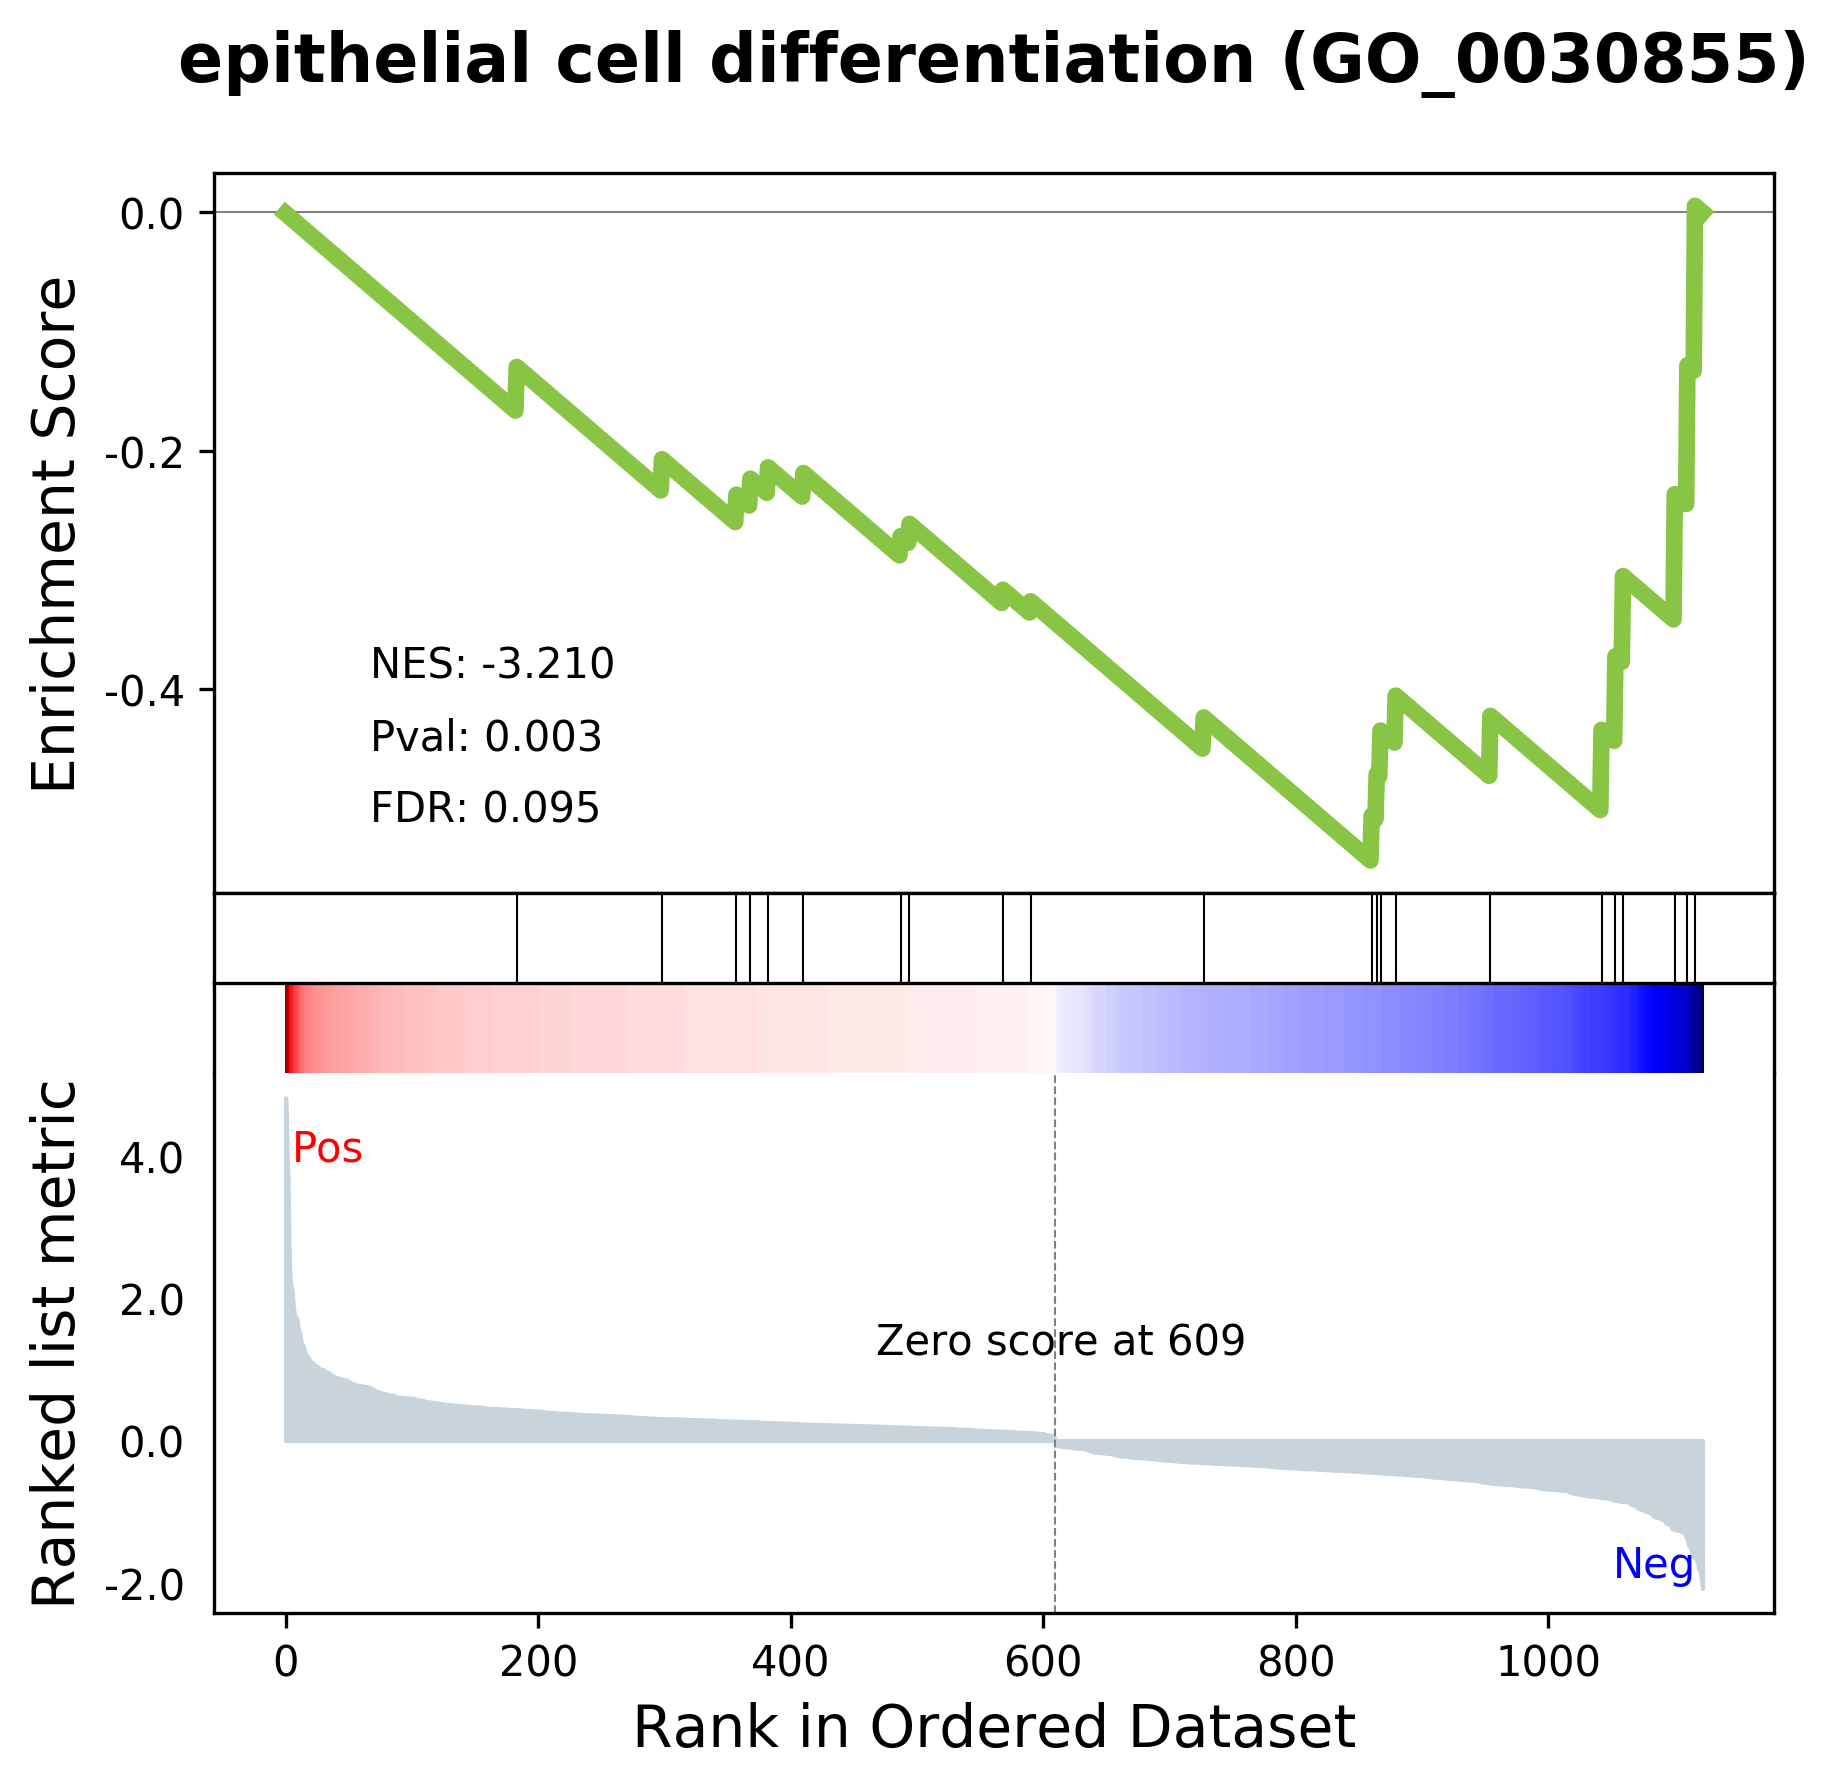 epithelial cell differentiation (GO_0030855)
Enrichment Score
0.0
-0.2
-0.4
NES: -3.210
Pval: 0.003
FDR: 0.095
Ranked list metric
4.0
2.0
0.0
-2.0
Pos
Zero score at 609
Neg
0 200 400 600 800 1000
Rank in Ordered Dataset